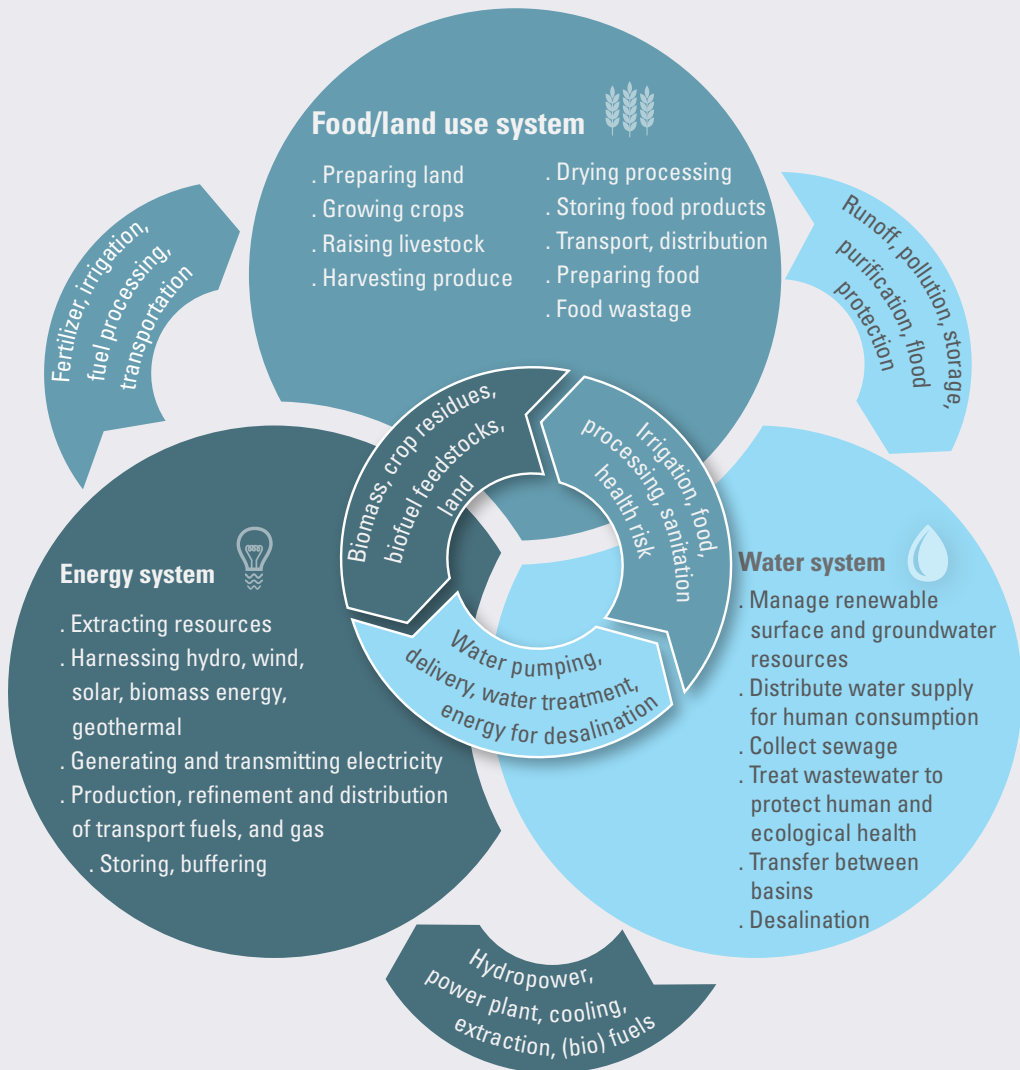 Food/land use system
. Preparing land
. Growing crops
. Raising livestock
. Harvesting produce
. Drying processing
. Storing food products
. Transport, distribution
. Preparing food
. Food wastage
Fertilizer, irrigation,
fuel processing,
transportation
Runoff, pollution, storage,
purification, flood
protection
Biomass, crop residues,
biofuel feedstocks,
land
Irrigation, food,
processing, sanitation
health risk
Water pumping,
delivery, water treatment,
energy for desalination
Energy system
. Extracting resources
. Harnessing hydro, wind,
solar, biomass energy,
geothermal
. Generating and transmitting electricity
. Production, refinement and distribution
of transport fuels, and gas
. Storing, buffering
Water system
. Manage renewable
surface and groundwater
resources
. Distribute water supply
for human consumption
. Collect sewage
. Treat wastewater to
protect human and
ecological health
. Transfer between
basins
. Desalination
Hydropower,
power plant, cooling,
extraction, (bio) fuels